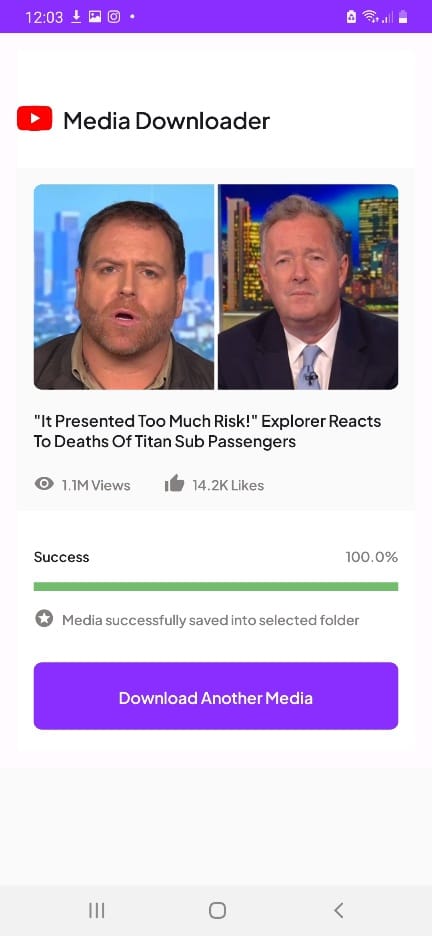 12:03
Media Downloader
"It Presented Too Much Risk!" Explorer Reacts
To Deaths Of Titan Sub Passengers
1.1M Views 14.2K Likes
Success 100.0%
Media successfully saved into selected folder
Download Another Media